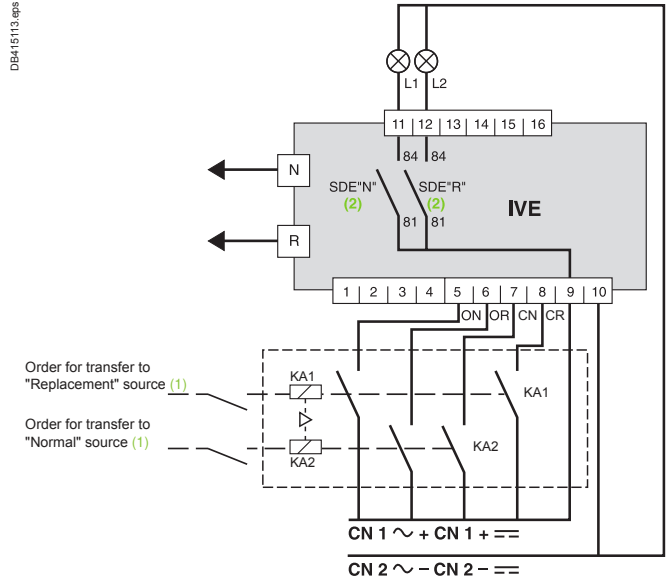 DB415113.eps
L1 L2
11 12 13 14 15 16
84 84
N
SDE"N" SDE"R"
(2) (2)
IVE
81 81
R
1 2 3 4 5 6 7 8 9 10
ON OR CN CR
Order for transfer to
"Replacement" source (1)
KA1
KA1
Order for transfer to
"Normal" source (1)
KA2
KA2
CN 1 ~ + CN 1 + ⎓
CN 2 ~ – CN 2 – ⎓